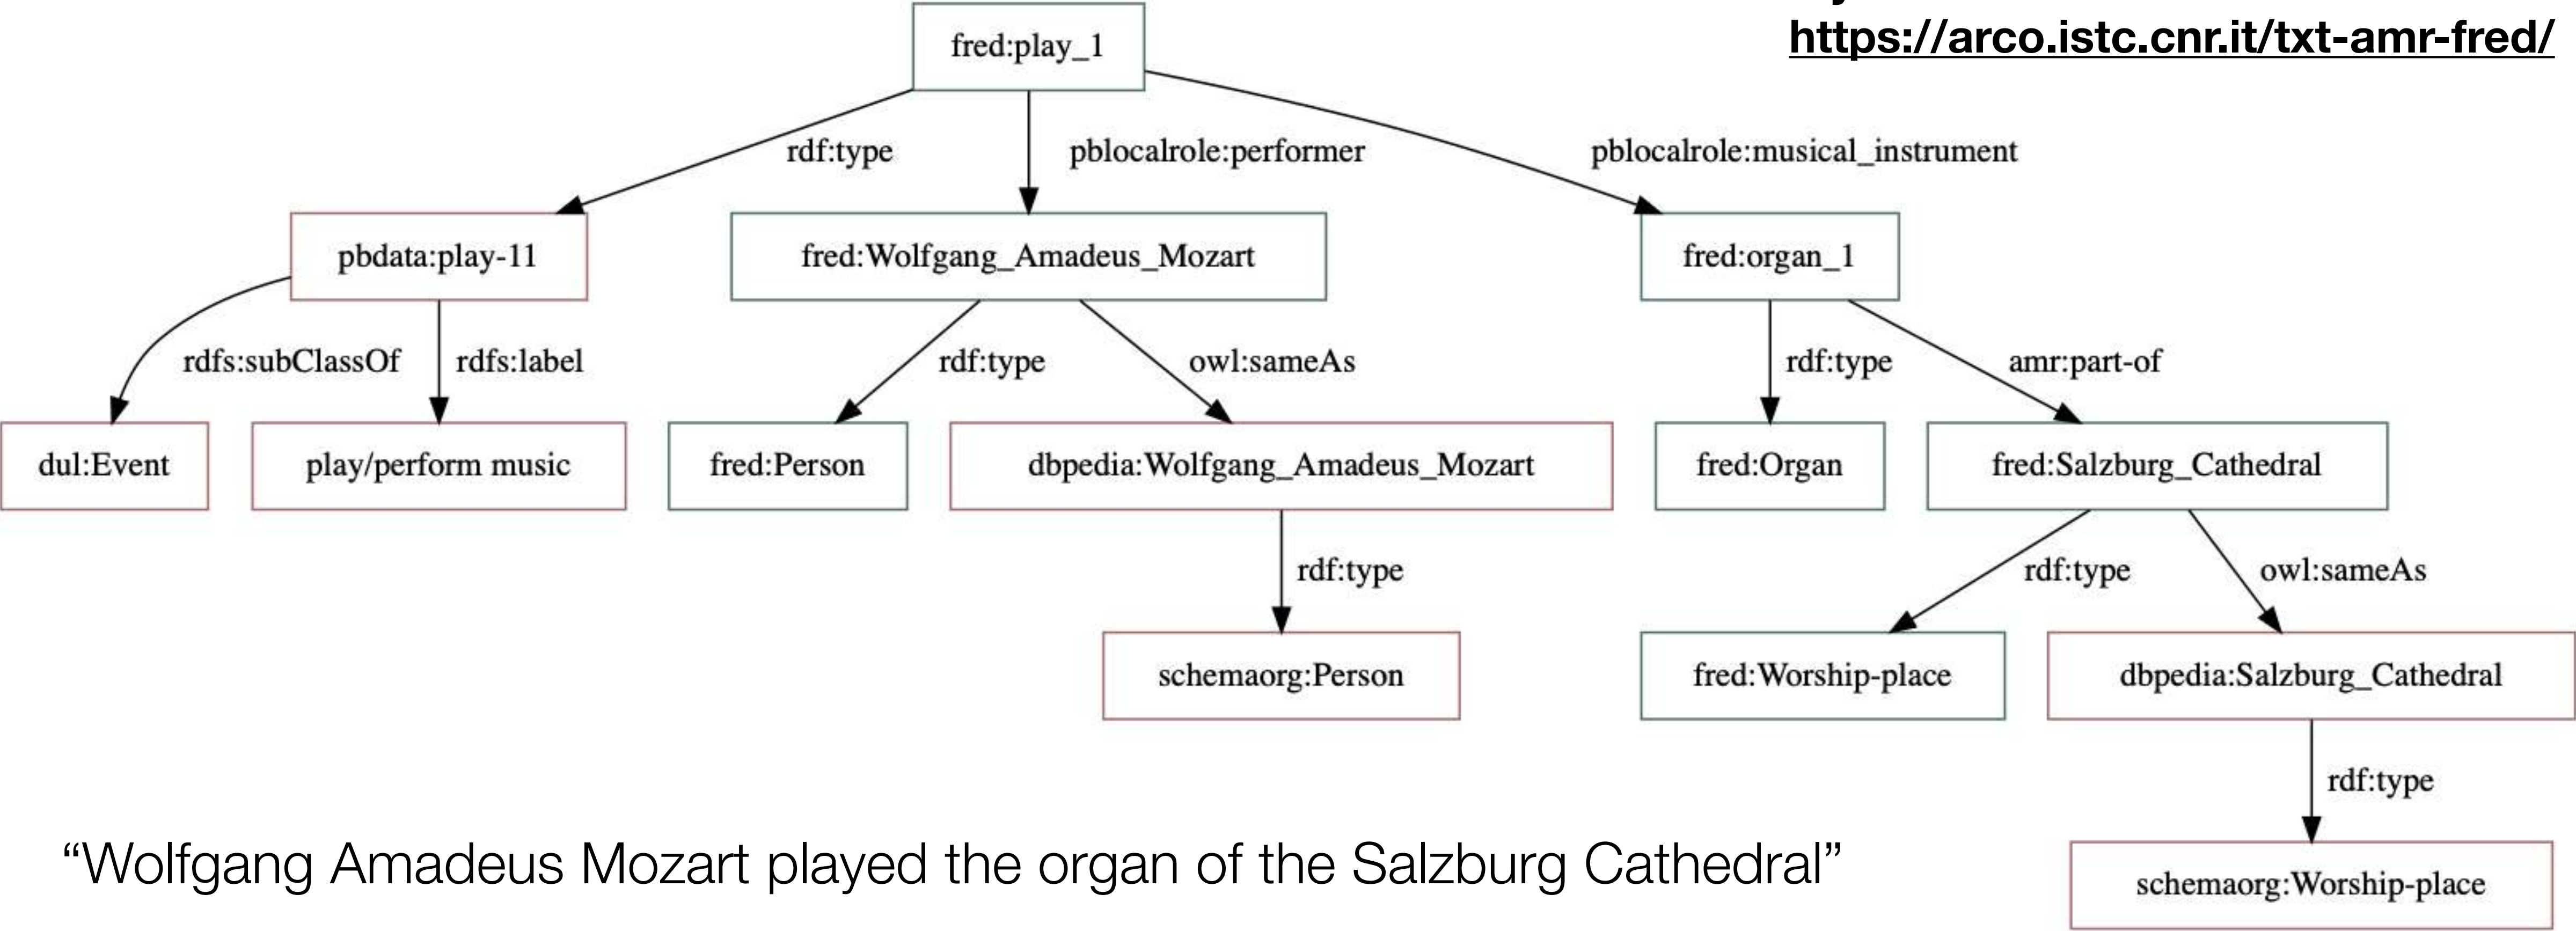 https://arco.istc.cnr.it/txt-amr-fred/
fred:play_1
rdf:type
pblocalrole:performer
pblocalrole:musical_instrument
pbdata:play-11
fred:Wolfgang_Amadeus_Mozart
fred:organ_1
rdfs:subClassOf
rdfs:label
rdf:type
owl:sameAs
rdf:type
amr:part-of
dul:Event
play/perform music
fred:Person
dbpedia:Wolfgang_Amadeus_Mozart
fred:Organ
fred:Salzburg_Cathedral
rdf:type
rdf:type
owl:sameAs
schemaorg:Person
fred:Worship-place
dbpedia:Salzburg_Cathedral
rdf:type
“Wolfgang Amadeus Mozart played the organ of the Salzburg Cathedral”
schemaorg:Worship-place